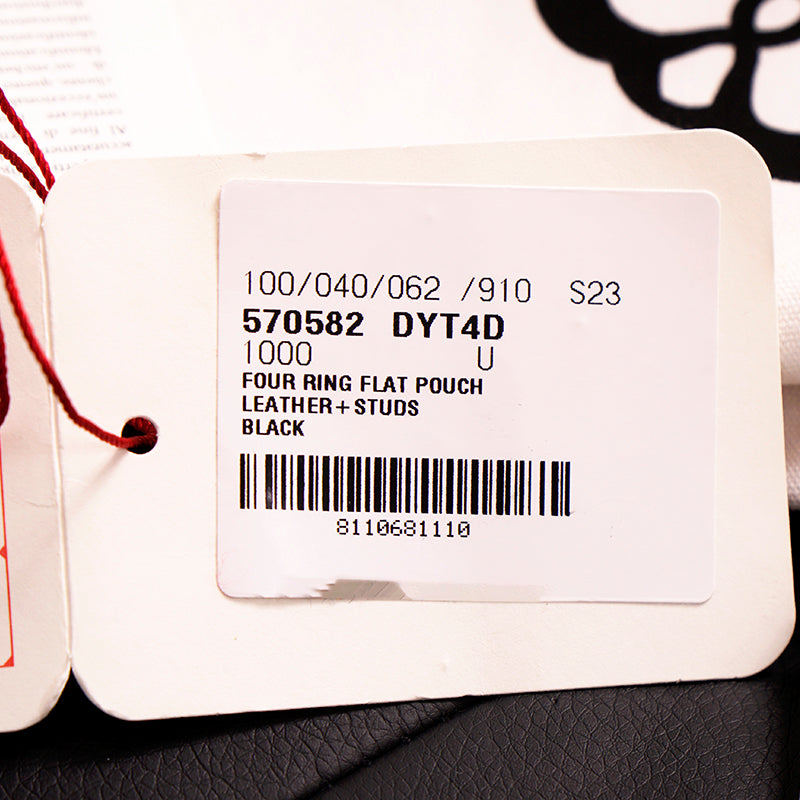 100/040/062 /910 S23
570582 DYT4D
1000 U
FOUR RING FLAT POUCH
LEATHER+STUDS
BLACK
8110681110